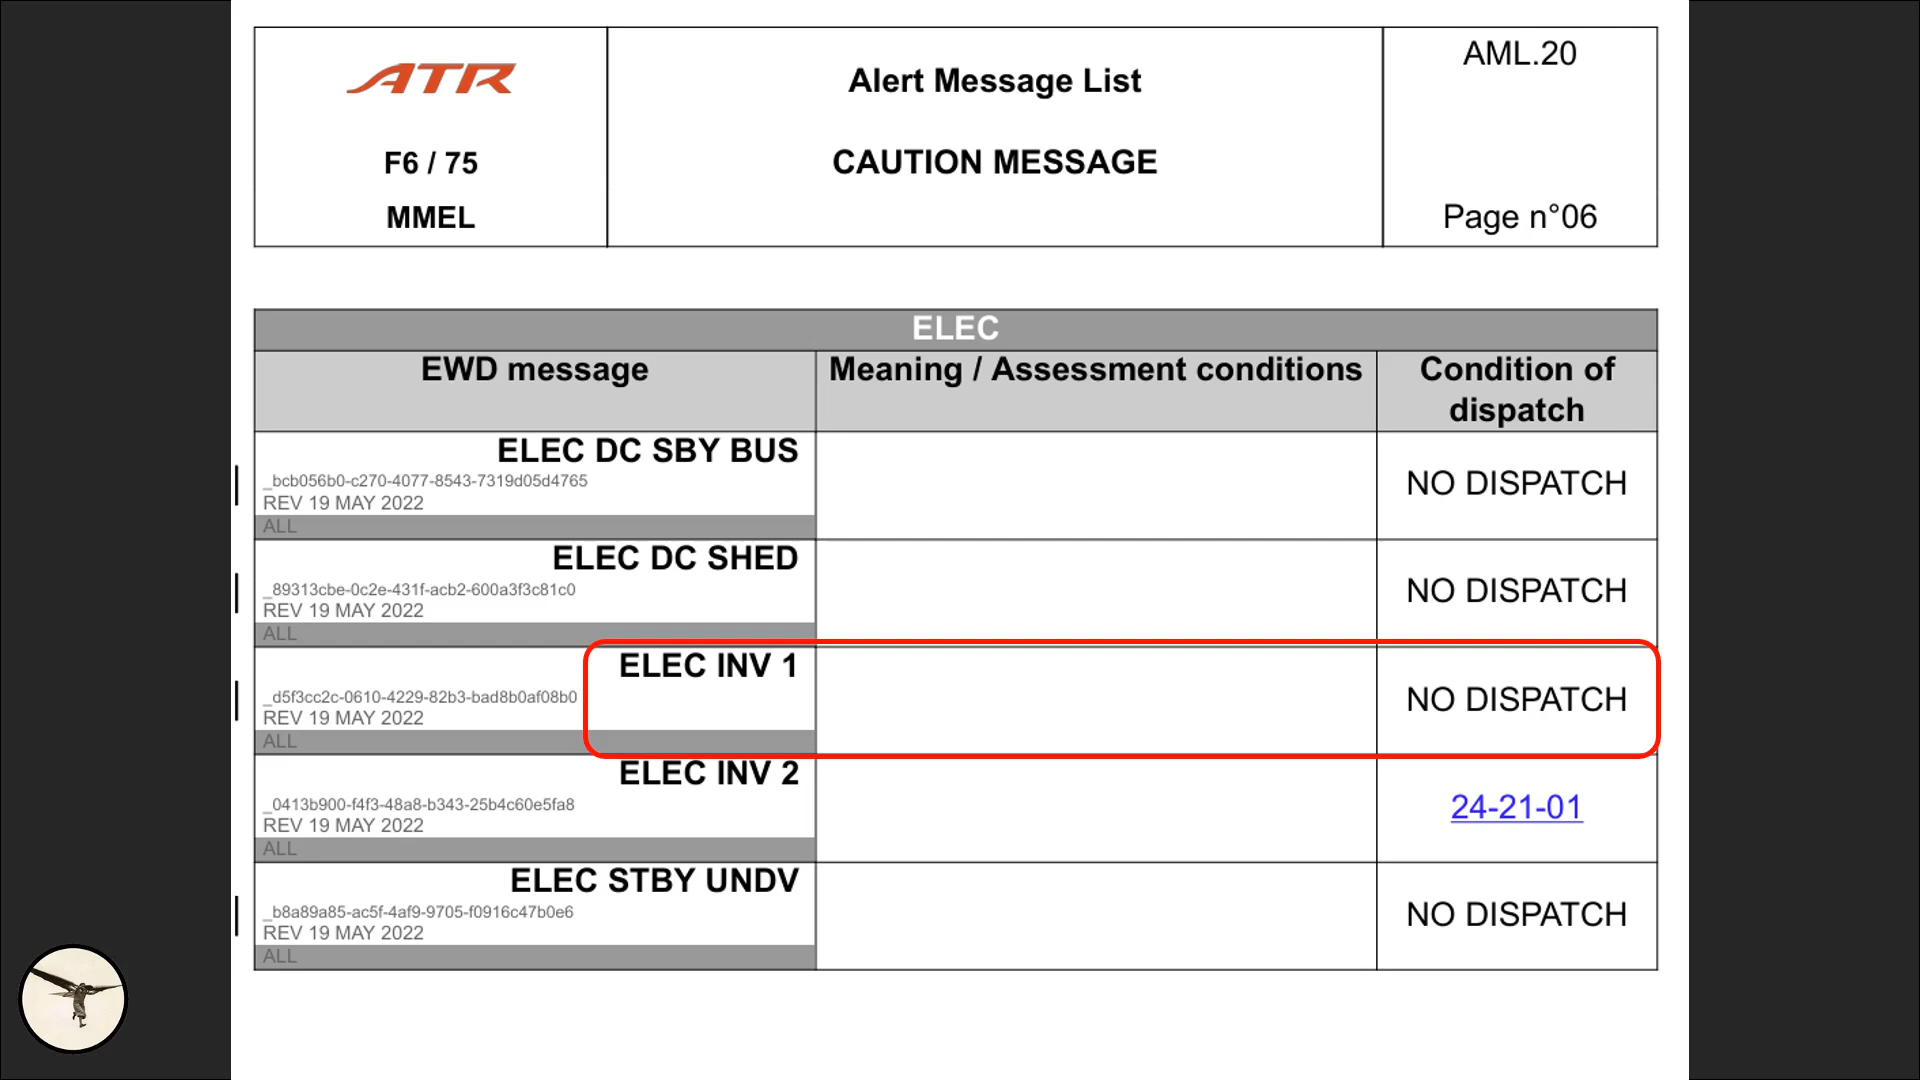 ATR
F6 / 75
MMEL
Alert Message List
CAUTION MESSAGE
AML.20
Page n°06
ELEC
EWD message
Meaning / Assessment conditions
Condition of
dispatch
ELEC DC SBY BUS
_bcb056b0-c270-4077-8543-7319d05d4765
REV 19 MAY 2022
ALL
NO DISPATCH
ELEC DC SHED
_89313cbe-0c2e-431f-acb2-600a3f3c81c0
REV 19 MAY 2022
ALL
NO DISPATCH
ELEC INV 1
_d5f3cc2c-0610-4229-82b3-bad8b0af08b0
REV 19 MAY 2022
ALL
NO DISPATCH
ELEC INV 2
_0413b900-f4f3-48a8-b343-25b4c60e5fa8
REV 19 MAY 2022
ALL
24-21-01
ELEC STBY UNDV
_b8a89a85-ac5f-4af9-9705-f0916c47b0e6
REV 19 MAY 2022
ALL
NO DISPATCH